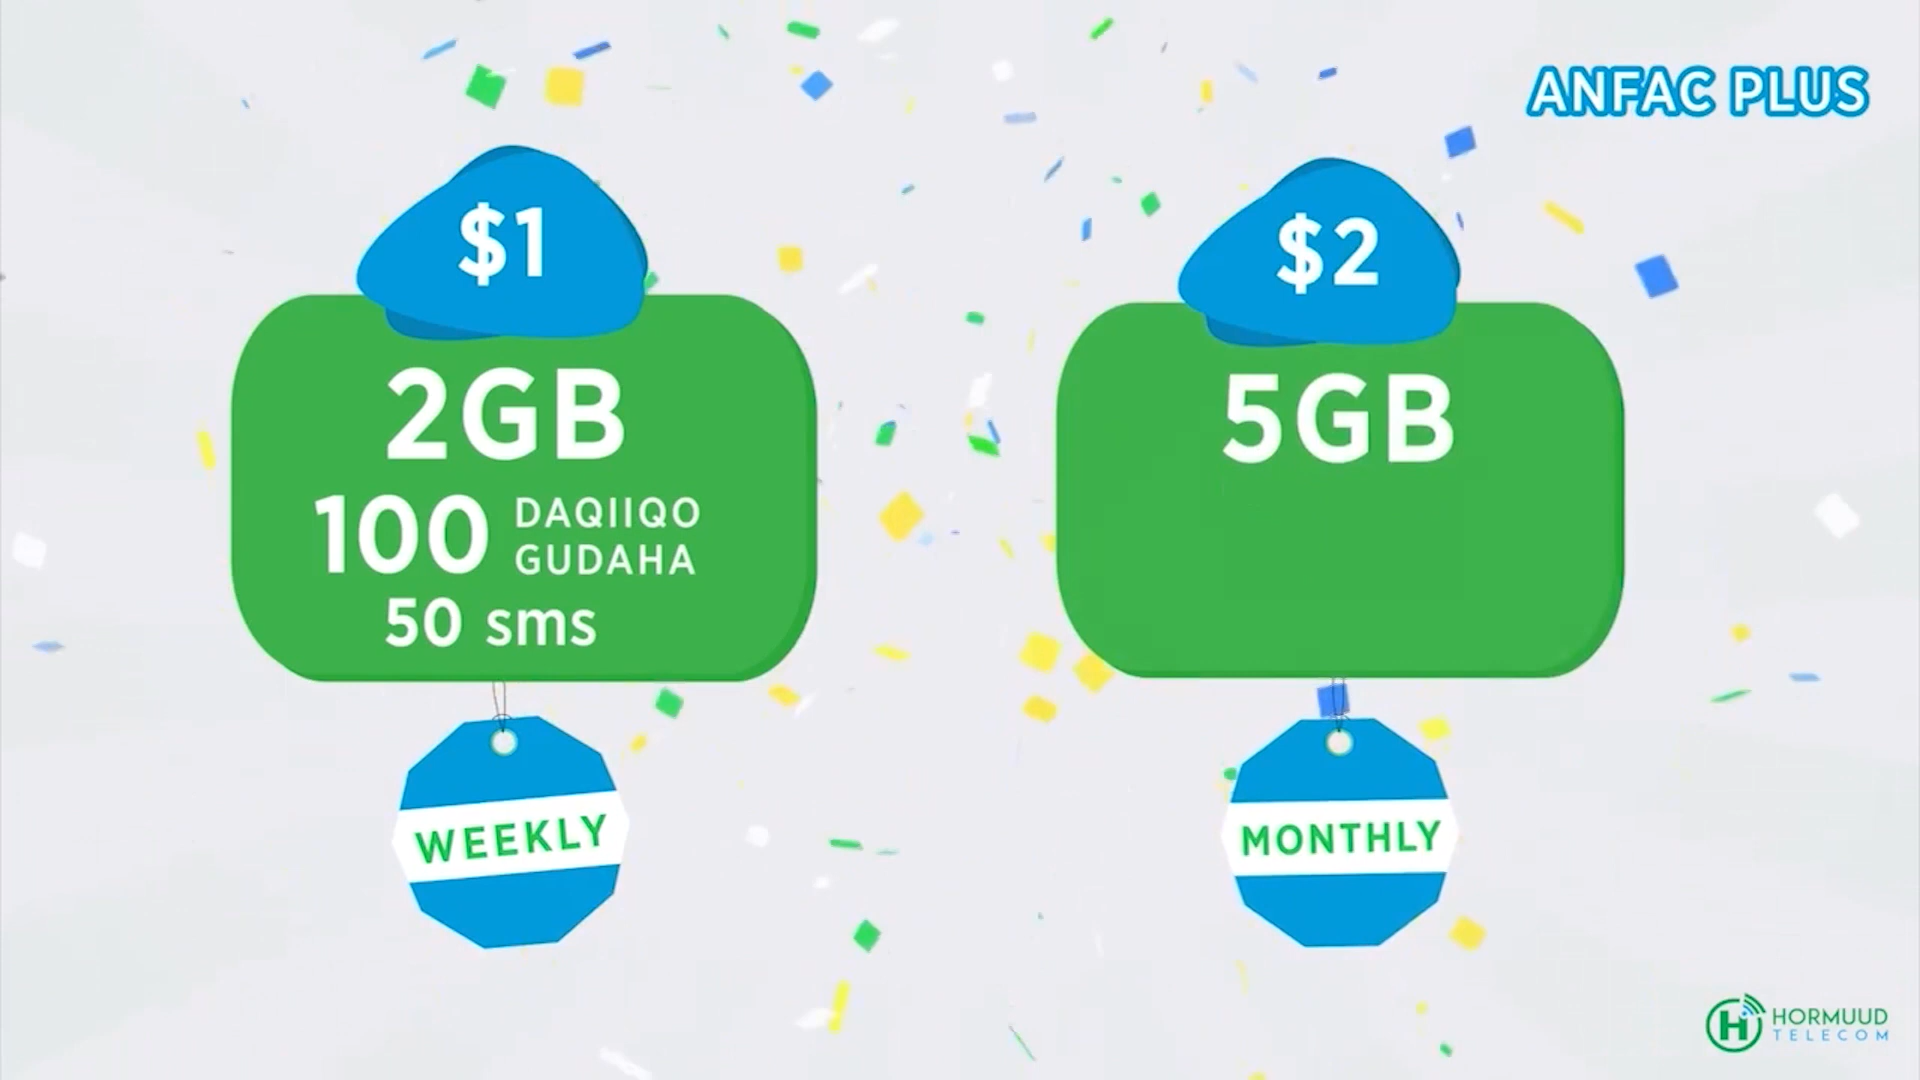 ANFAC PLUS
$1
2GB
100 DAQIIQO
GUDAHA
50 sms
WEEKLY
$2
5GB
MONTHLY
HORMUUD
TELECOM